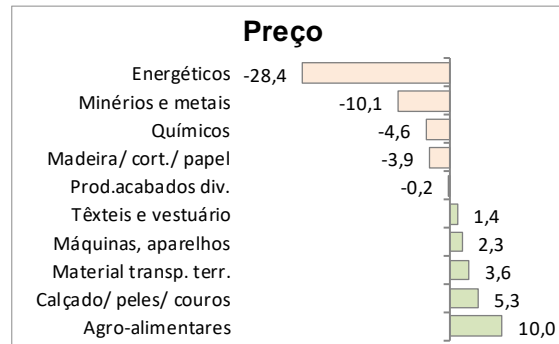 Preço
Energéticos -28,4
Minérios e metais -10,1
Químicos -4,6
Madeira/ cort./ papel -3,9
Prod.acabados div. -0,2
Têxteis e vestuário 1,4
Máquinas, aparelhos 2,3
Material transp. terr. 3,6
Calçado/ peles/ couros 5,3
Agro-alimentares 10,0